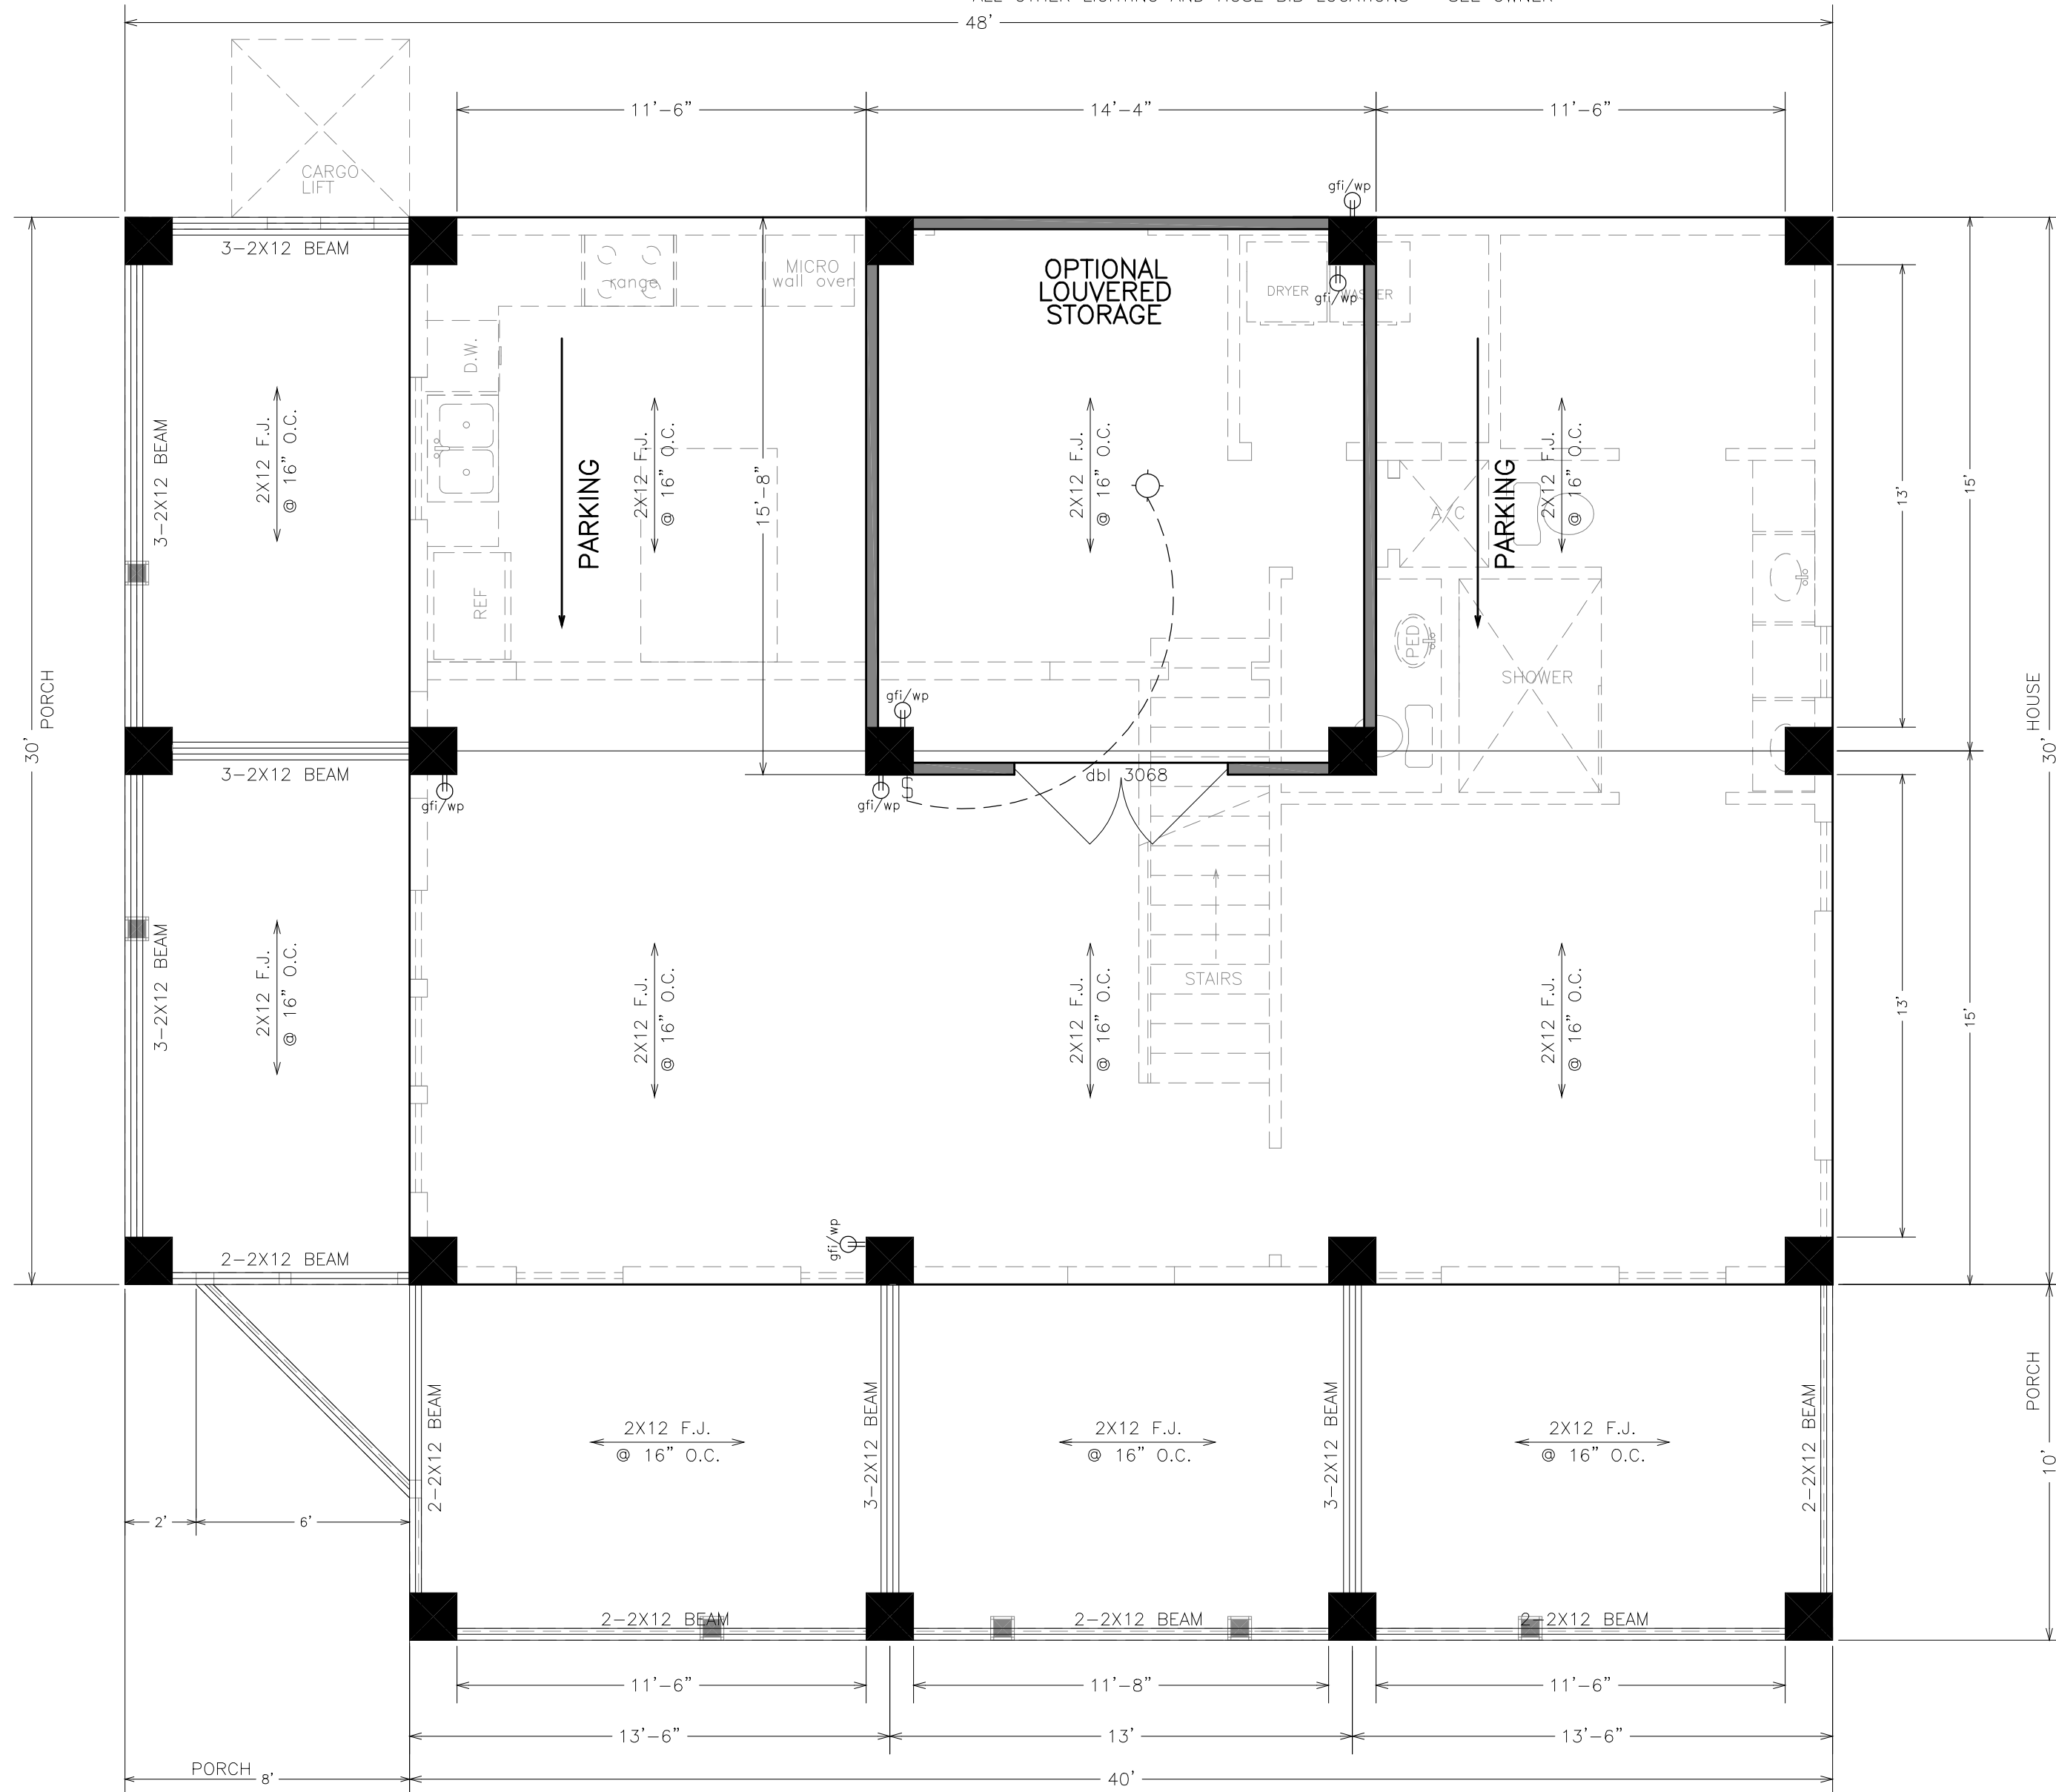 48'
11'-6"
14'-4"
11'-6"
CARGO
LIFT
gfi/wp
3-2X12 BEAM
range
MICRO
wall oven
OPTIONAL
LOUVERED
STORAGE
DRYER
WASHER
gfi/wp
D.W.
3-2X12 BEAM
2X12 F.J.
@ 16" O.C.
PARKING
2X12 F.J.
@ 16" O.C.
15'-8"
2X12 F.J.
@ 16" O.C.
A/C
PARKING
2X12 F.J.
@ 16" O.C.
13'
15'
REF
PED
SHOWER
PORCH
30'
gfi/wp
HOUSE
30'
3-2X12 BEAM
gfi/wp
gfi/wp
$
dbl 3068
3-2X12 BEAM
2X12 F.J.
@ 16" O.C.
2X12 F.J.
@ 16" O.C.
2X12 F.J.
@ 16" O.C.
STAIRS
2X12 F.J.
@ 16" O.C.
13'
15'
gfi/wp
2-2X12 BEAM
2-2X12 BEAM
2X12 F.J.
@ 16" O.C.
3-2X12 BEAM
2X12 F.J.
@ 16" O.C.
3-2X12 BEAM
2X12 F.J.
@ 16" O.C.
2-2X12 BEAM
PORCH
10'
2'
6'
2-2X12 BEAM
2-2X12 BEAM
2-2X12 BEAM
11'-6"
11'-8"
11'-6"
13'-6"
13'
13'-6"
PORCH
8'
40'